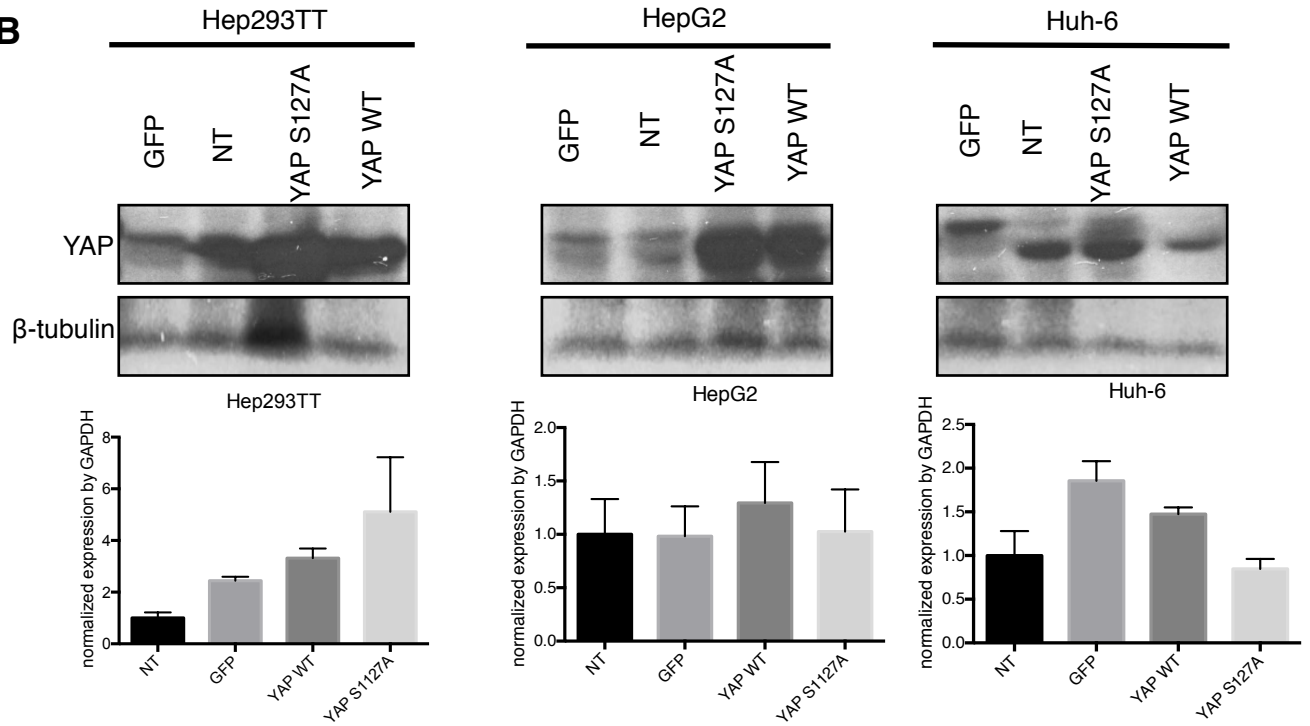 B
Hep293TT
HepG2
Huh-6
GFP
NT
YAP S127A
YAP WT
GFP
NT
YAP S127A
YAP WT
GFP
NT
YAP S127A
YAP WT
YAP
β-tubulin
Hep293TT
normalized expression by GAPDH
8
6
4
2
0
NT
GFP
YAP WT
YAP S1127A
HepG2
normalized expression by GAPDH
2.0
1.5
1.0
0.5
0.0
NT
GFP
YAP WT
YAP S1127A
Huh-6
normalized expression by GAPDH
2.5
2.0
1.5
1.0
0.5
0.0
NT
GFP
YAP WT
YAP S127A